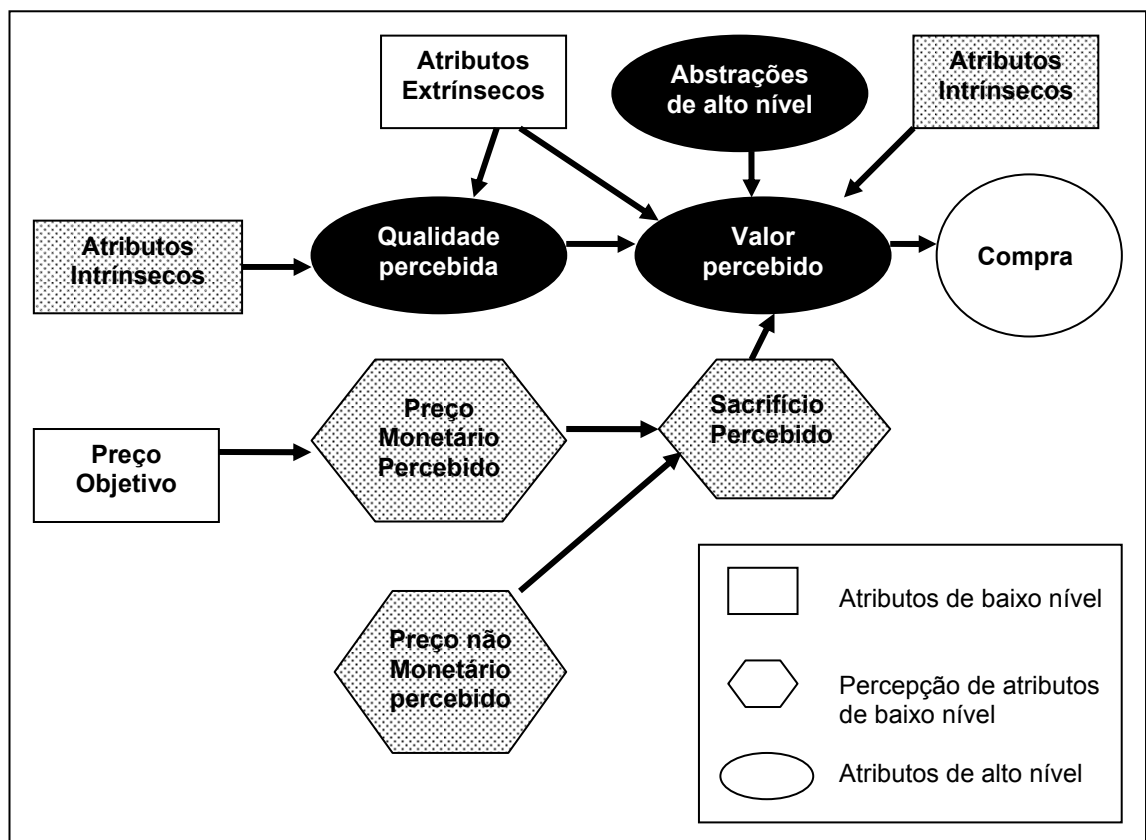 Atributos
Extrínsecos
Abstrações
de alto nível
Atributos
Intrínsecos
Atributos
Intrínsecos
Qualidade
percebida
Valor
percebido
Compra
Preço
Objetivo
Preço
Monetário
Percebido
Sacrifício
Percebido
Preço não
Monetário
percebido
Atributos de baixo nível
Percepção de atributos
de baixo nível
Atributos de alto nível